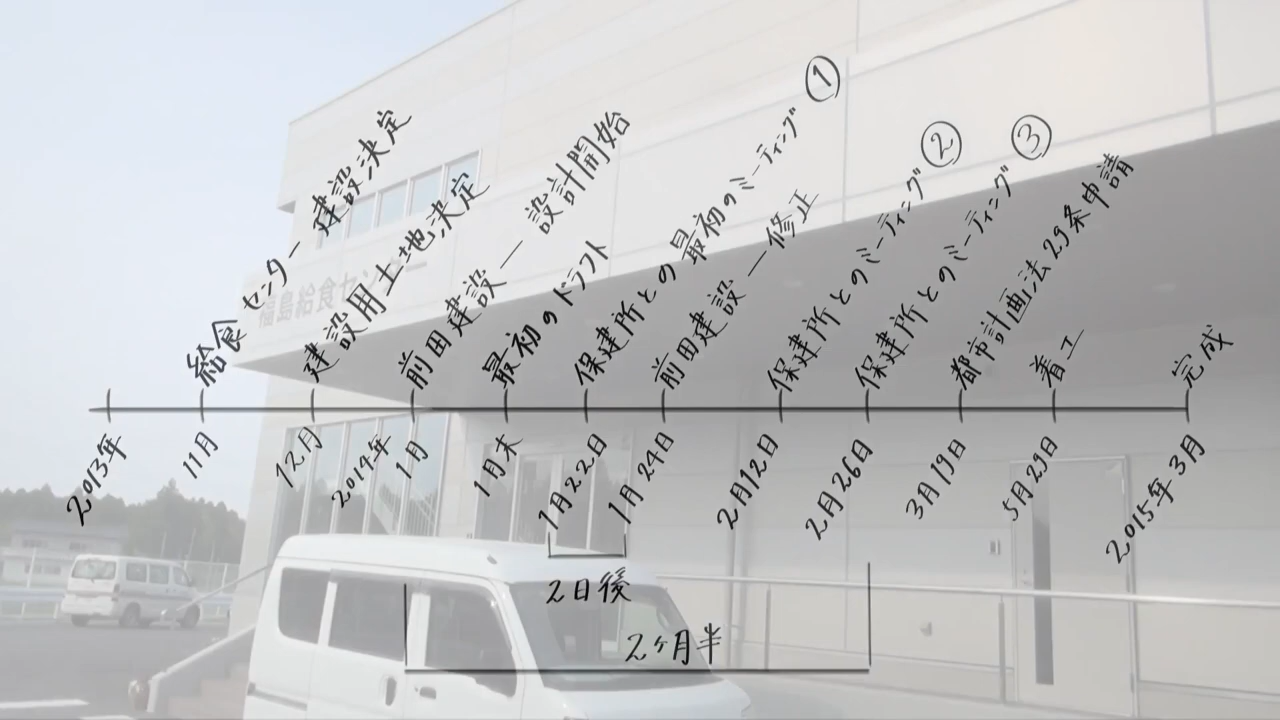 給食センター建設決定
建設用土地決定
前田建設―設計開始
最初のドラフト
保建所との最初のミーティング①
前田建設―修正
保建所とのミーティング②
保建所とのミーティング③
都市計画法29条申請
着工
完成
2013年
11月
12月
2014年
1月
1月末
1月22日
1月24日
2月12日
2月26日
3月19日
5月29日
2015年3月
2日後
2ヶ月半
福島給食センター